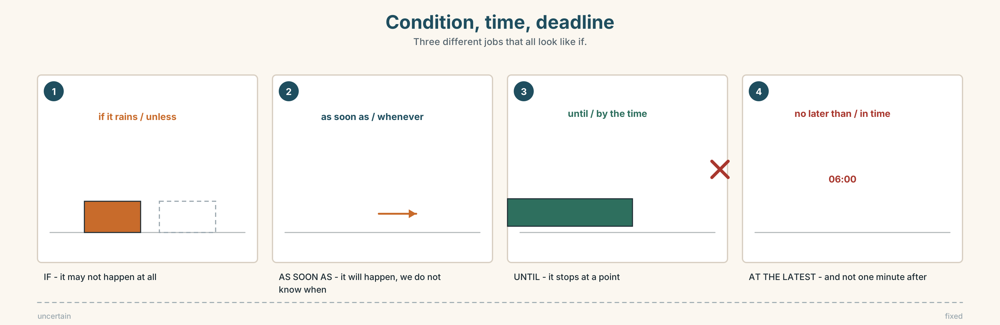 Condition, time, deadline
Three different jobs that all look like if.
1
if it rains / unless
IF - it may not happen at all
2
as soon as / whenever
AS SOON AS - it will happen, we do not
know when
3
until / by the time
UNTIL - it stops at a point
4
no later than / in time
06:00
AT THE LATEST - and not one minute after
uncertain
fixed